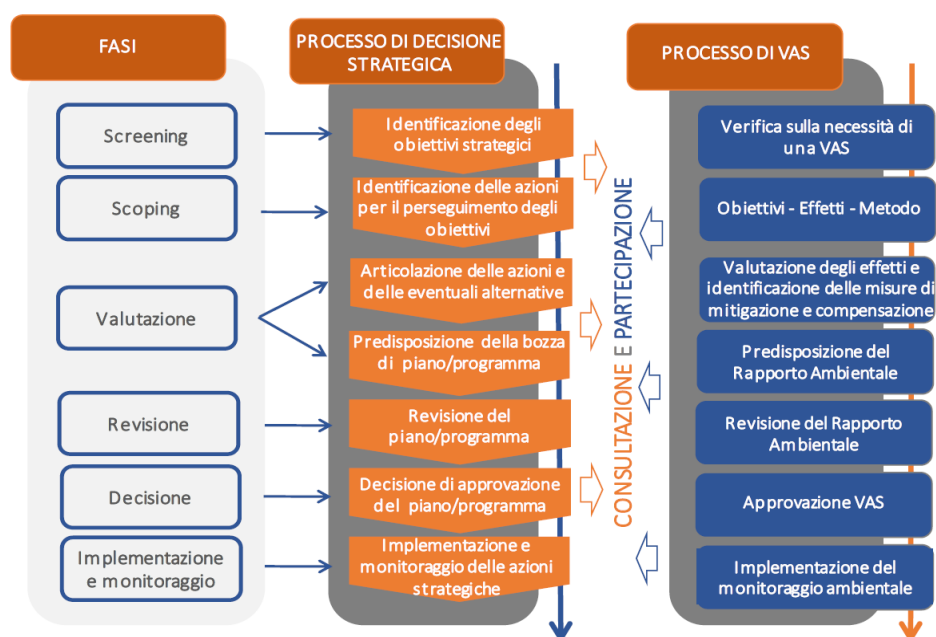 FASI
PROCESSO DI DECISIONE
STRATEGICA
PROCESSO DI VAS
Screening
Scoping
Valutazione
Revisione
Decisione
Implementazione
e monitoraggio
Identificazione degli
obiettivi strategici
Identificazione delle azioni
per il perseguimento degli
obiettivi
Articolazione delle azioni e
delle eventuali alternative
Predisposizione della bozza
di piano/programma
Revisione del
piano/programma
Decisione di approvazione
del piano/programma
Implementazione e
monitoraggio delle azioni
strategiche
CONSULTAZIONE E PARTECIPAZIONE
Verifica sulla necessità di
una VAS
Obiettivi - Effetti - Metodo
Valutazione degli effetti e
identificazione delle misure di
mitigazione e compensazione
Predisposizione del
Rapporto Ambientale
Revisione del Rapporto
Ambientale
Approvazione VAS
Implementazione del
monitoraggio ambientale